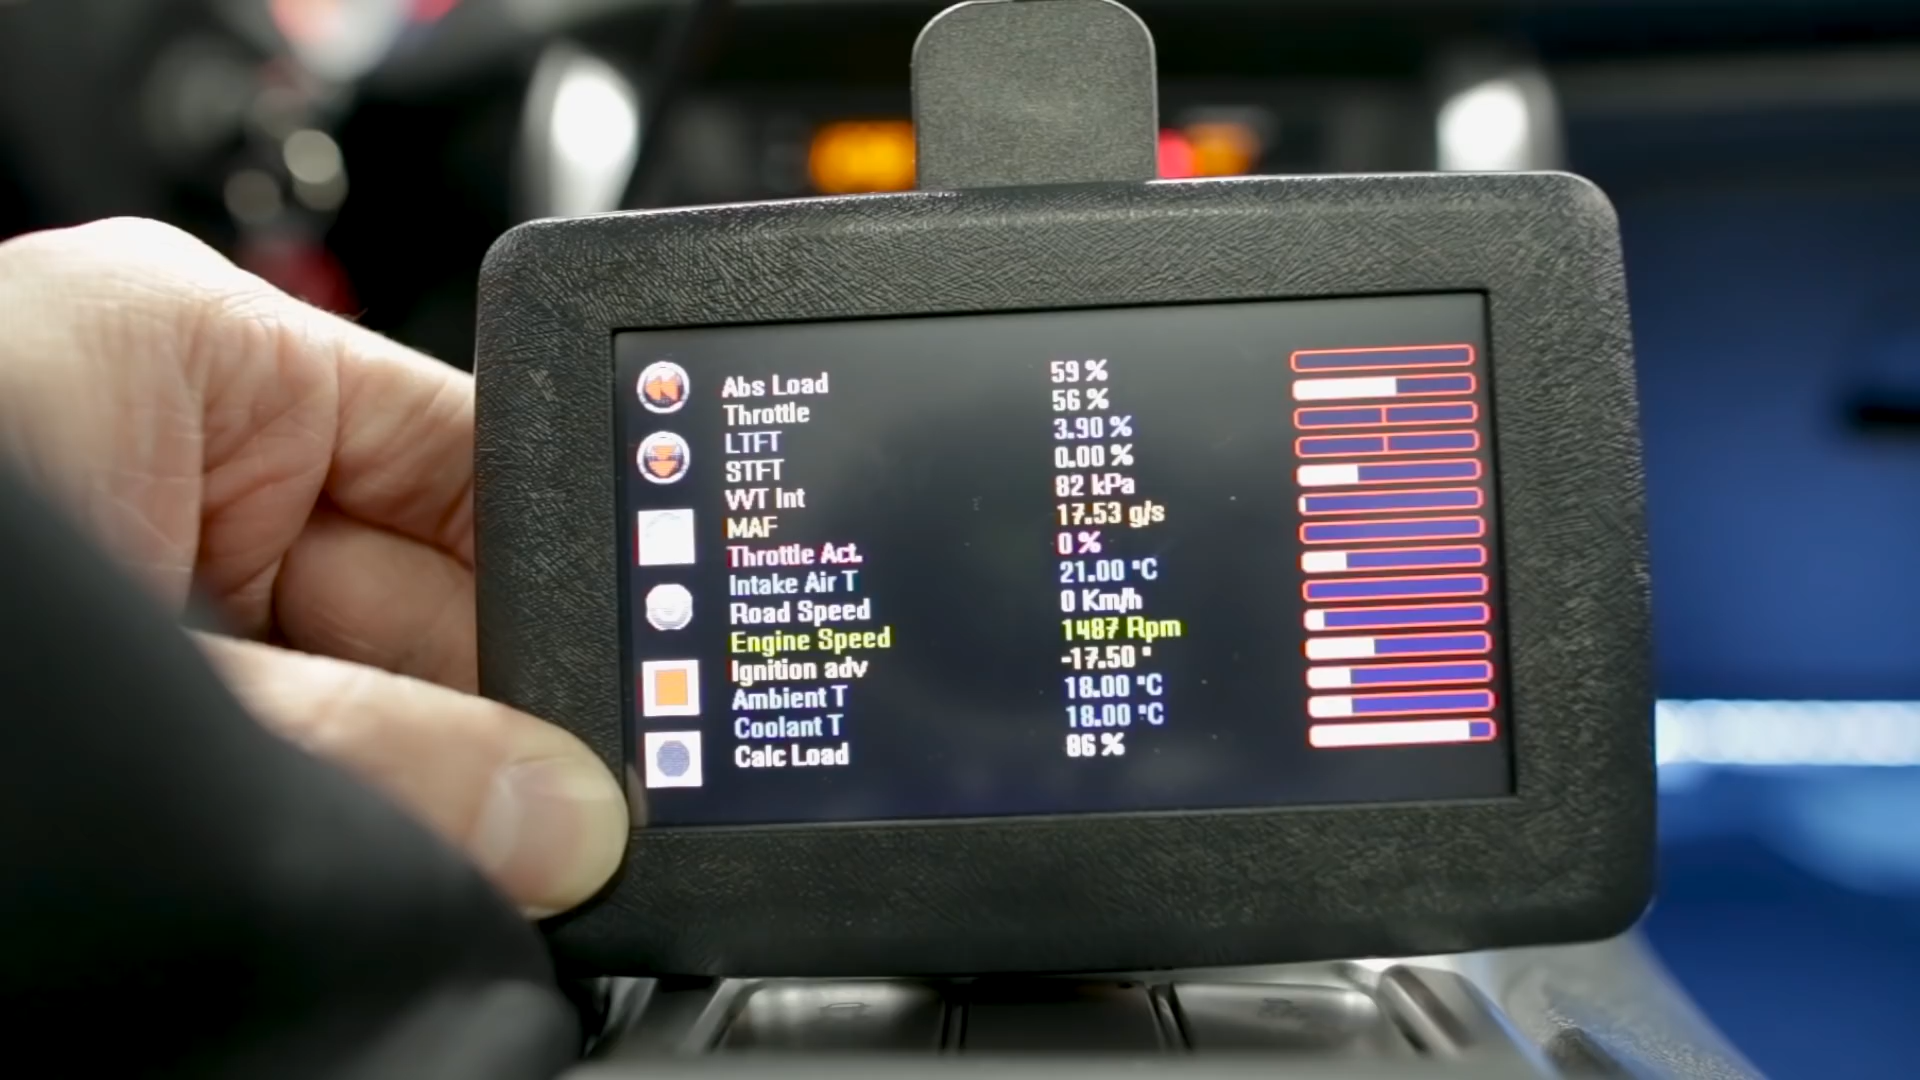 Abs Load 59 %
Throttle 56 %
LTFT 3.90 %
STFT 0.00 %
VVT Int 82 kPa
MAF 17.53 g/s
Throttle Act. 0 %
Intake Air T 21.00 °C
Road Speed 0 Km/h
Engine Speed 1487 Rpm
Ignition adv -17.50 °
Ambient T 18.00 °C
Coolant T 18.00 °C
Calc Load 86 %